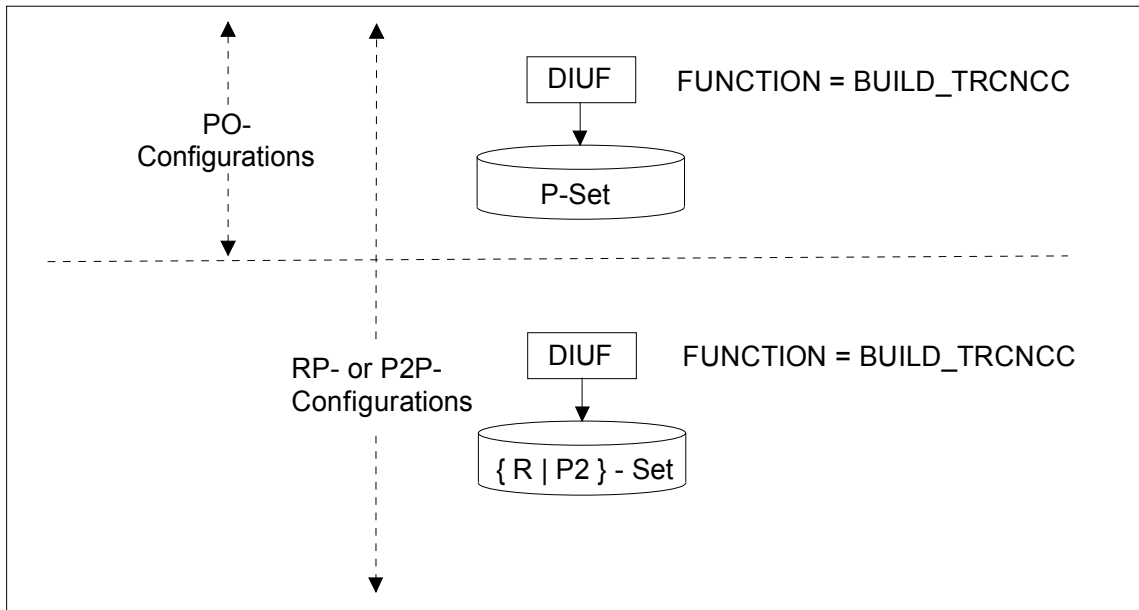 DIUF FUNCTION = BUILD_TRCNCC
PO-
Configurations
P-Set
DIUF FUNCTION = BUILD_TRCNCC
RP- or P2P-
Configurations
{ R | P2 } - Set